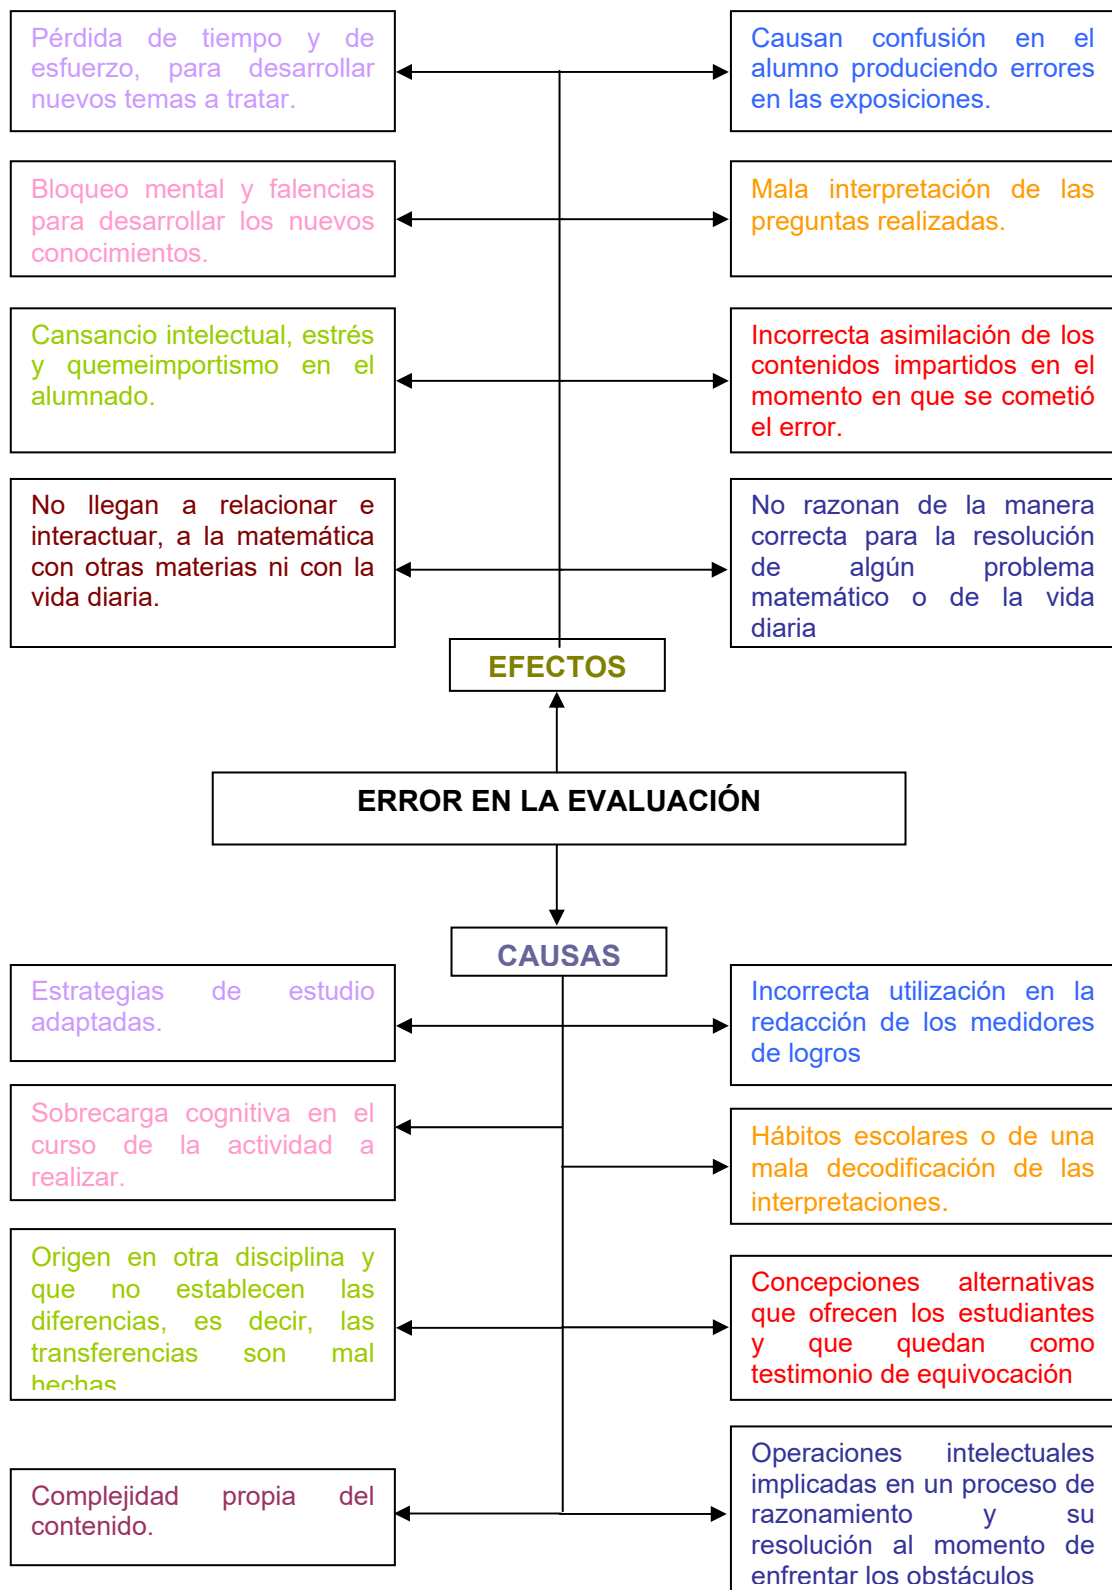 Pérdida de tiempo y de
esfuerzo, para desarrollar
nuevos temas a tratar.
Causan confusión en el
alumno produciendo errores
en las exposiciones.
Bloqueo mental y falencias
para desarrollar los nuevos
conocimientos.
Mala interpretación de las
preguntas realizadas.
Cansancio intelectual, estrés
y quemeimportismo en el
alumnado.
Incorrecta asimilación de los
contenidos impartidos en el
momento en que se cometió
el error.
No llegan a relacionar e
interactuar, a la matemática
con otras materias ni con la
vida diaria.
No razonan de la manera
correcta para la resolución
de algún problema
matemático o de la vida
diaria
EFECTOS
ERROR EN LA EVALUACIÓN
CAUSAS
Estrategias de estudio
adaptadas.
Incorrecta utilización en la
redacción de los medidores
de logros
Sobrecarga cognitiva en el
curso de la actividad a
realizar.
Hábitos escolares o de una
mala decodificación de las
interpretaciones.
Origen en otra disciplina y
que no establecen las
diferencias, es decir, las
transferencias son mal
hechas
Concepciones alternativas
que ofrecen los estudiantes
y que quedan como
testimonio de equivocación
Complejidad propia del
contenido.
Operaciones intelectuales
implicadas en un proceso de
razonamiento y su
resolución al momento de
enfrentar los obstáculos